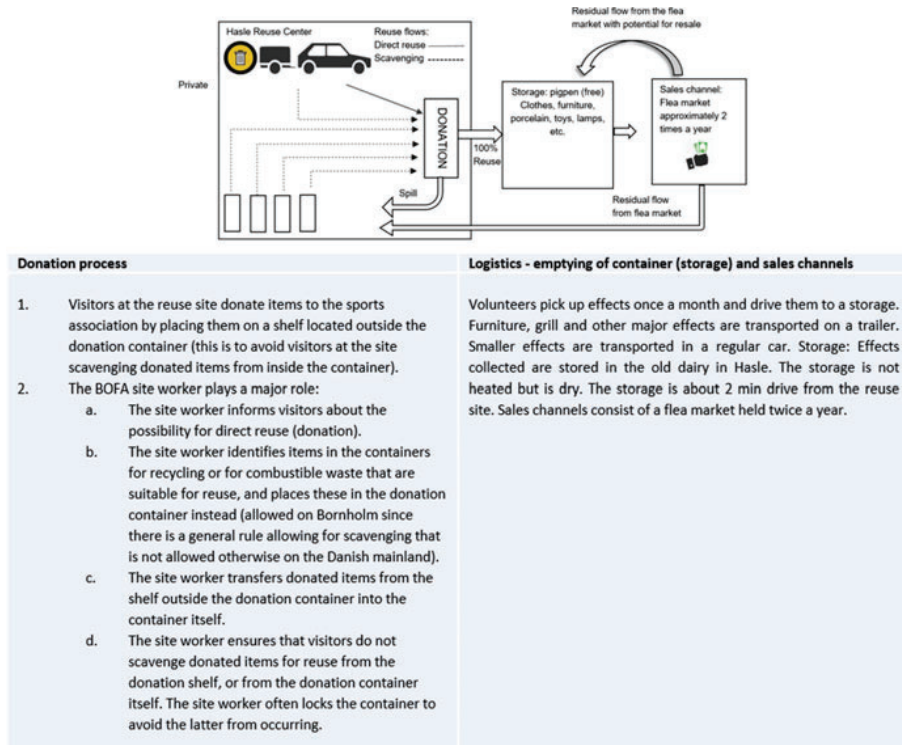 Residual flow from the flea
market with potential for resale
Hasle Reuse Center
Reuse flows:
Direct reuse
Scavenging
Private
DONATION
100%
Reuse
Spill
Storage: pigpen (free)
Clothes, furniture,
porcelain, toys, lamps,
etc.
Sales channel:
Flea market
approximately 2
times a year
Residual flow
from flea market
Donation process
1. Visitors at the reuse site donate items to the sports
association by placing them on a shelf located outside the
donation container (this is to avoid visitors at the site
scavenging donated items from inside the container).
2. The BOFA site worker plays a major role:
a. The site worker informs visitors about the
possibility for direct reuse (donation).
b. The site worker identifies items in the containers
for recycling or for combustible waste that are
suitable for reuse, and places these in the donation
container instead (allowed on Bornholm since
there is a general rule allowing for scavenging that
is not allowed otherwise on the Danish mainland).
c. The site worker transfers donated items from the
shelf outside the donation container into the
container itself.
d. The site worker ensures that visitors do not
scavenge donated items for reuse from the
donation shelf, or from the donation container
itself. The site worker often locks the container to
avoid the latter from occurring.
Logistics - emptying of container (storage) and sales channels
Volunteers pick up effects once a month and drive them to a storage.
Furniture, grill and other major effects are transported on a trailer.
Smaller effects are transported in a regular car. Storage: Effects
collected are stored in the old dairy in Hasle. The storage is not
heated but is dry. The storage is about 2 min drive from the reuse
site. Sales channels consist of a flea market held twice a year.